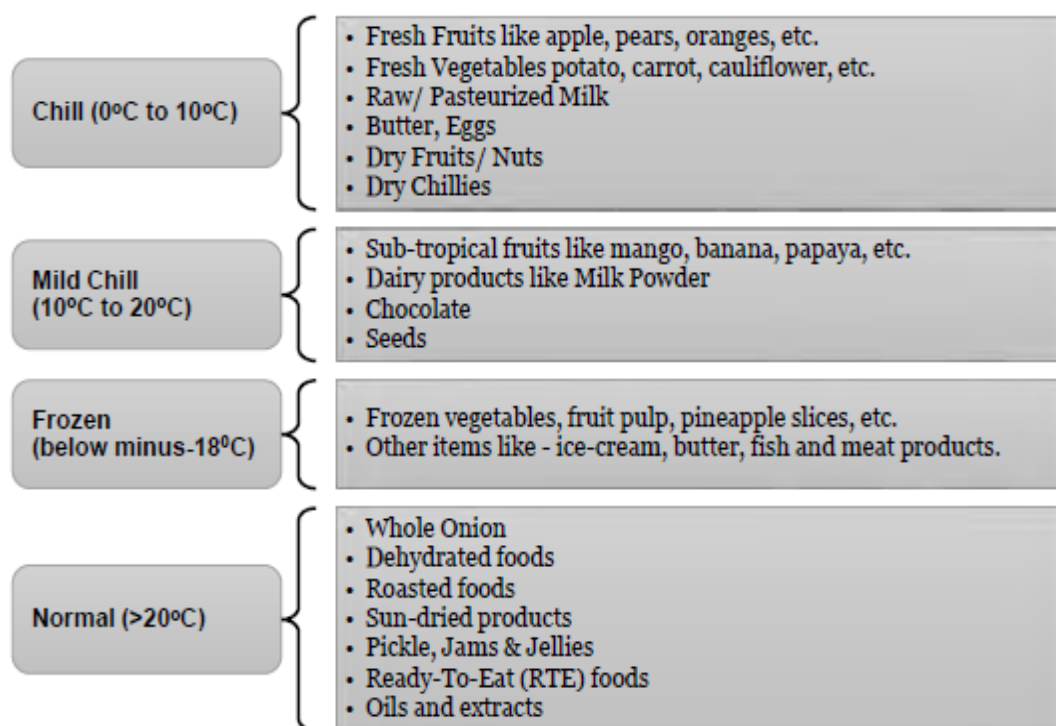 Chill (0ºC to 10ºC)
• Fresh Fruits like apple, pears, oranges, etc.
• Fresh Vegetables potato, carrot, cauliflower, etc.
• Raw/ Pasteurized Milk
• Butter, Eggs
• Dry Fruits/ Nuts
• Dry Chillies
Mild Chill
(10ºC to 20ºC)
• Sub-tropical fruits like mango, banana, papaya, etc.
• Dairy products like Milk Powder
• Chocolate
• Seeds
Frozen
(below minus-18⁰C)
• Frozen vegetables, fruit pulp, pineapple slices, etc.
• Other items like - ice-cream, butter, fish and meat products.
Normal (>20ºC)
• Whole Onion
• Dehydrated foods
• Roasted foods
• Sun-dried products
• Pickle, Jams & Jellies
• Ready-To-Eat (RTE) foods
• Oils and extracts